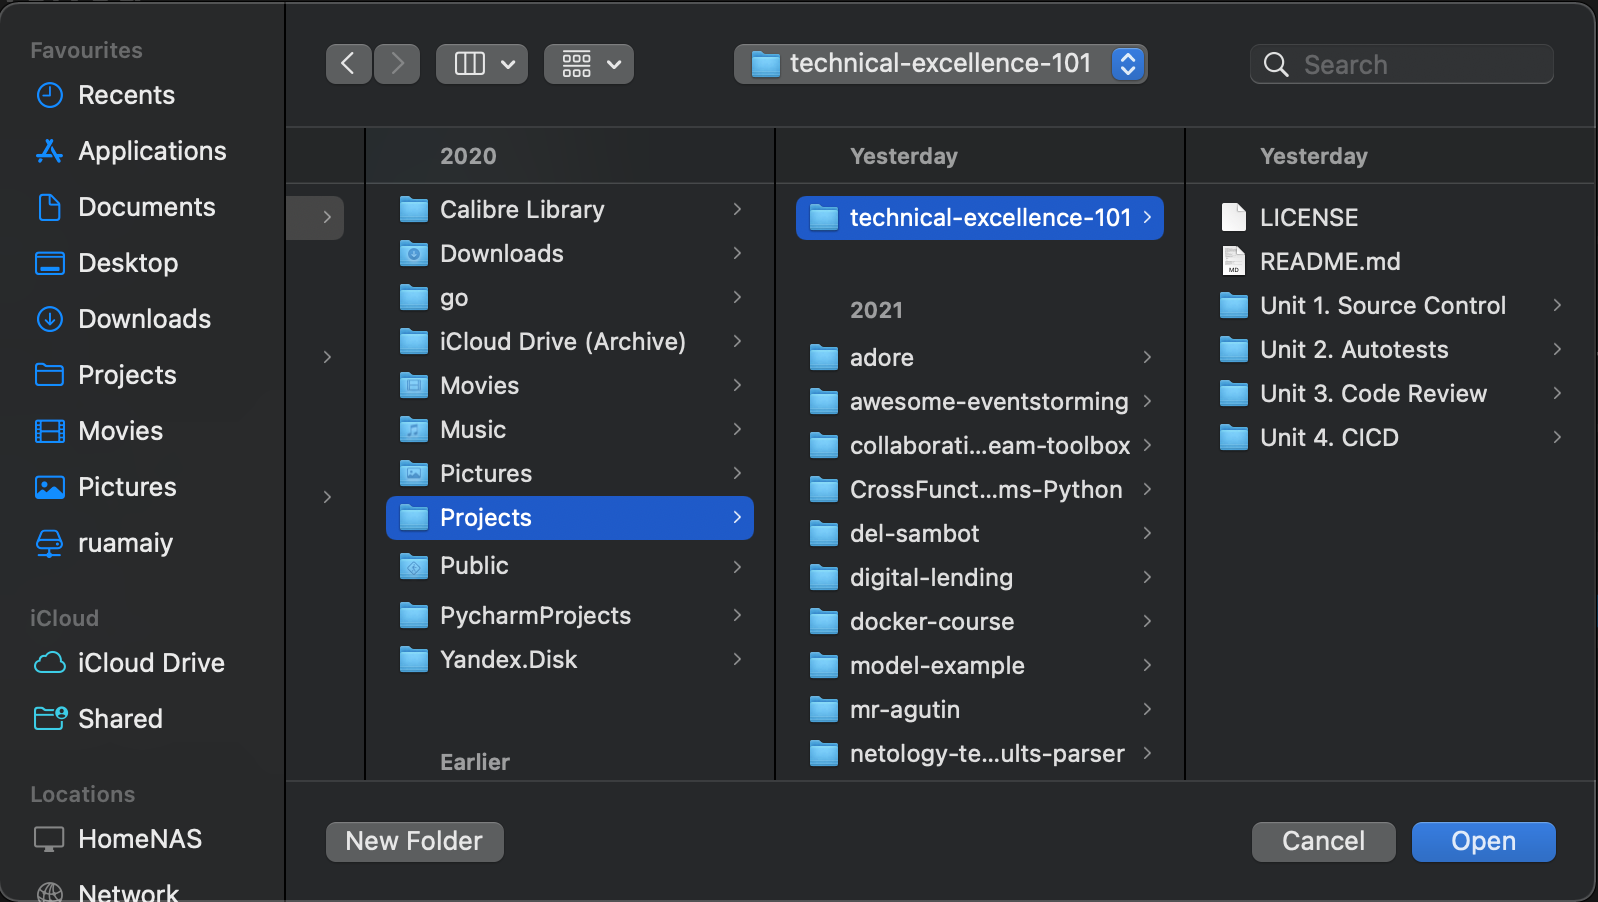 Favourites
Recents
Applications
Documents
Desktop
Downloads
Projects
Movies
Pictures
ruamaiy
iCloud
iCloud Drive
Shared
Locations
HomeNAS
Network
technical-excellence-101
Search
2020
Calibre Library
Downloads
go
iCloud Drive (Archive)
Movies
Music
Pictures
Projects
Public
PycharmProjects
Yandex.Disk
Earlier
Yesterday
technical-excellence-101
2021
adore
awesome-eventstorming
collaborati...eam-toolbox
CrossFunct...ms-Python
del-sambot
digital-lending
docker-course
model-example
mr-agutin
netology-te...ults-parser
Yesterday
LICENSE
MD
README.md
Unit 1. Source Control
Unit 2. Autotests
Unit 3. Code Review
Unit 4. CICD
New Folder
Cancel
Open